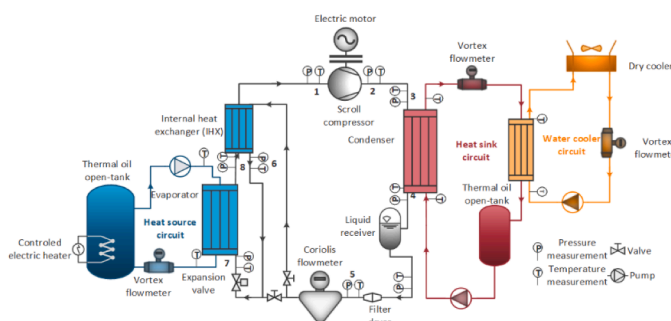 Electric motor
Vortex
flowmeter
Dry cooler
P T
P T
1
2
Scroll
compressor
Internal heat
exchanger (IHX)
3
Condenser
Heat sink
circuit
Water cooler
circuit
Vortex
flowmeter
Thermal oil
open-tank
8
6
Evaporator
Heat source
circuit
4
Thermal oil
open-tank
Liquid
receiver
Controled
electric heater
Coriolis
flowmeter
7
5
P T
Vortex
flowmeter
Expansion
valve
Filter
P Pressure
measurement
Valve
T Temperature
measurement
Pump